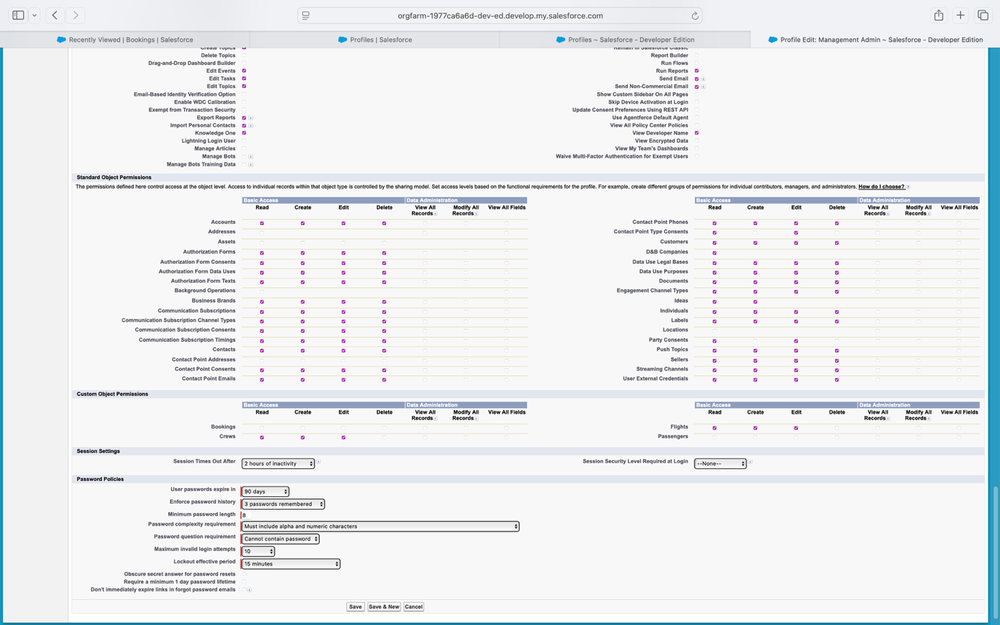 orgfarm-1977ca6a6d-dev-ed.develop.my.salesforce.com
Recently Viewed | Bookings | Salesforce
Profiles | Salesforce
Profiles ~ Salesforce - Developer Edition
Profile Edit: Management Admin ~ Salesforce - Developer Edition
Create Topics
Remain in Salesforce Classic
Delete Topics
Report Builder
Drag-and-Drop Dashboard Builder
Run Flows
Edit Events
Run Reports
Edit Tasks
Send Email
Edit Topics
Send Non-Commercial Email
Email-Based Identity Verification Option
Show Custom Sidebar On All Pages
Enable WDC Calibration
Skip Device Activation at Login
Exempt from Transaction Security
Update Consent Preferences Using REST API
Export Reports
Use Agentforce Default Agent
Import Personal Contacts
View All Policy Center Policies
Knowledge One
View Developer Name
Lightning Login User
View Encrypted Data
Manage Articles
View My Team's Dashboards
Manage Bots
Waive Multi-Factor Authentication for Exempt Users
Manage Bots Training Data
Standard Object Permissions
The permissions defined here control access at the object level. Access to individual records within that object type is controlled by the sharing model. Set access levels based on the functional requirements for the profile. For example, create different groups of permissions for individual contributors, managers, and administrators. How do I choose? ?
Basic Access Data Administration Basic Access Data Administration
Read Create Edit Delete View All Records Modify All Records View All Fields Read Create Edit Delete View All Records Modify All Records View All Fields
Accounts
Contact Point Phones
Addresses
Contact Point Type Consents
Assets
Customers
Authorization Forms
D&B Companies
Authorization Form Consents
Data Use Legal Bases
Authorization Form Data Uses
Data Use Purposes
Authorization Form Texts
Documents
Background Operations
Engagement Channel Types
Business Brands
Ideas
Communication Subscriptions
Individuals
Communication Subscription Channel Types
Labels
Communication Subscription Consents
Locations
Communication Subscription Timings
Party Consents
Contacts
Push Topics
Contact Point Addresses
Sellers
Contact Point Consents
Streaming Channels
Contact Point Emails
User External Credentials
Custom Object Permissions
Basic Access Data Administration Basic Access Data Administration
Read Create Edit Delete View All Records Modify All Records View All Fields Read Create Edit Delete View All Records Modify All Records View All Fields
Bookings
Flights
Crews
Passengers
Session Settings
Session Times Out After 2 hours of inactivity
Session Security Level Required at Login --None--
Password Policies
User passwords expire in 90 days
Enforce password history 3 passwords remembered
Minimum password length 8
Password complexity requirement Must include alpha and numeric characters
Password question requirement Cannot contain password
Maximum invalid login attempts 10
Lockout effective period 15 minutes
Obscure secret answer for password resets
Require a minimum 1 day password lifetime
Don't immediately expire links in forgot password emails
Save Save & New Cancel